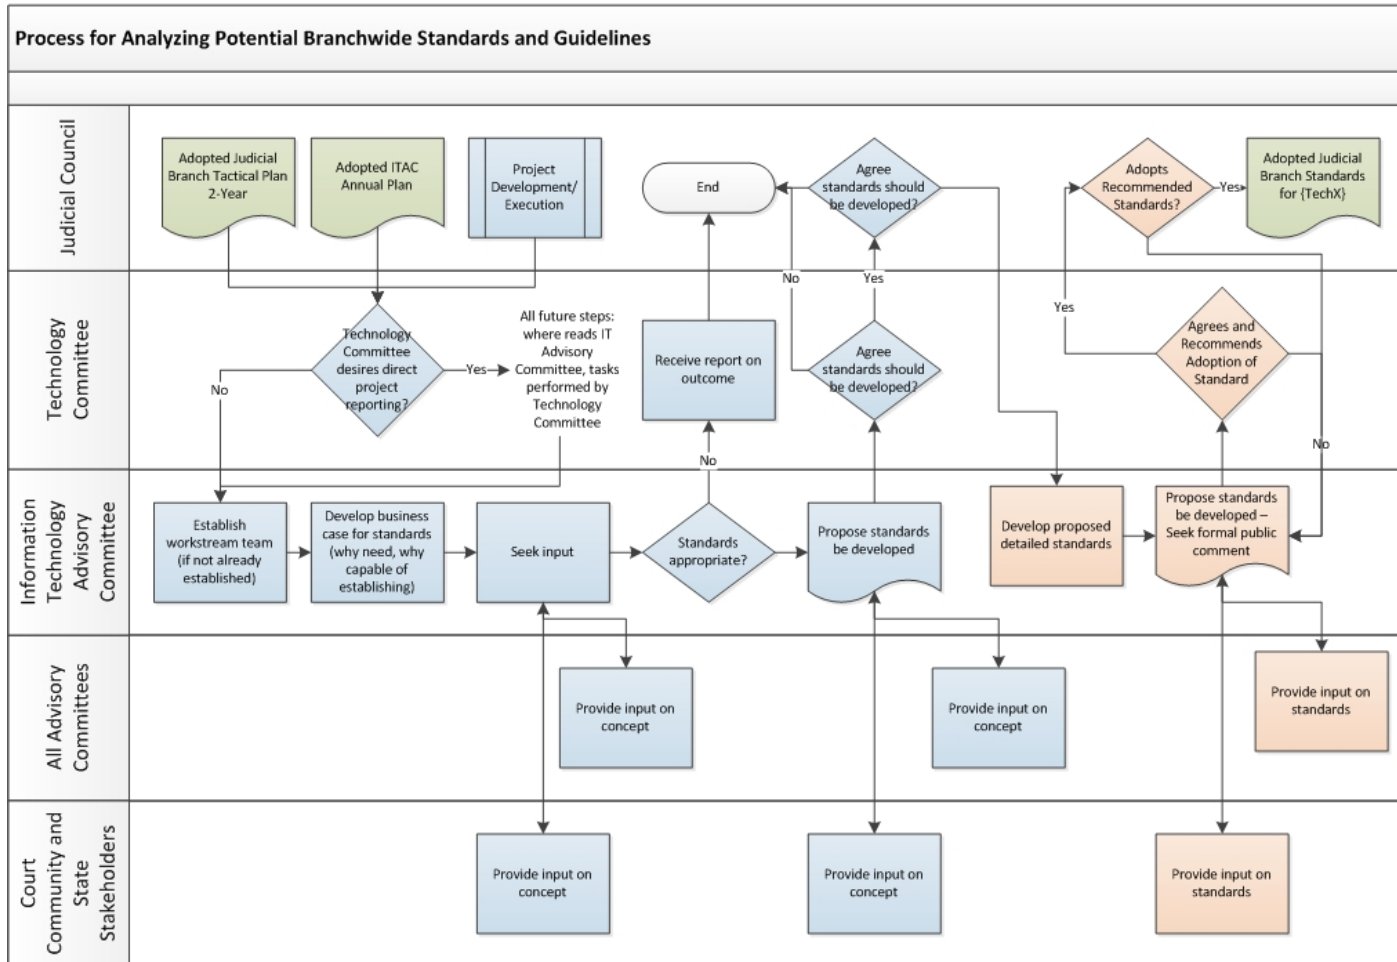 Process for Analyzing Potential Branchwide Standards and Guidelines
Judicial Council
Adopted Judicial
Branch Tactical Plan
2-Year
Adopted ITAC
Annual Plan
Project
Development/
Execution
End
Agree
standards should
be developed?
Adopts
Recommended
Standards?
Yes
Adopted Judicial
Branch Standards
for {TechX}
No
Yes
Technology
Committee
Technology
Committee
desires direct
project
reporting?
No
Yes
All future steps:
where reads IT
Advisory
Committee, tasks
performed by
Technology
Committee
Receive report on
outcome
Agree
standards should
be developed?
Yes
Agrees and
Recommends
Adoption of
Standard
No
No
Information
Technology
Advisory
Committee
Establish
workstream team
(if not already
established)
Develop business
case for standards
(why need, why
capable of
establishing)
Seek input
Standards
appropriate?
Propose standards
be developed
Develop proposed
detailed standards
Propose standards
be developed –
Seek formal public
comment
All Advisory
Committees
Provide input on
concept
Provide input on
concept
Provide input on
standards
Court
Community and
State
Stakeholders
Provide input on
concept
Provide input on
concept
Provide input on
standards